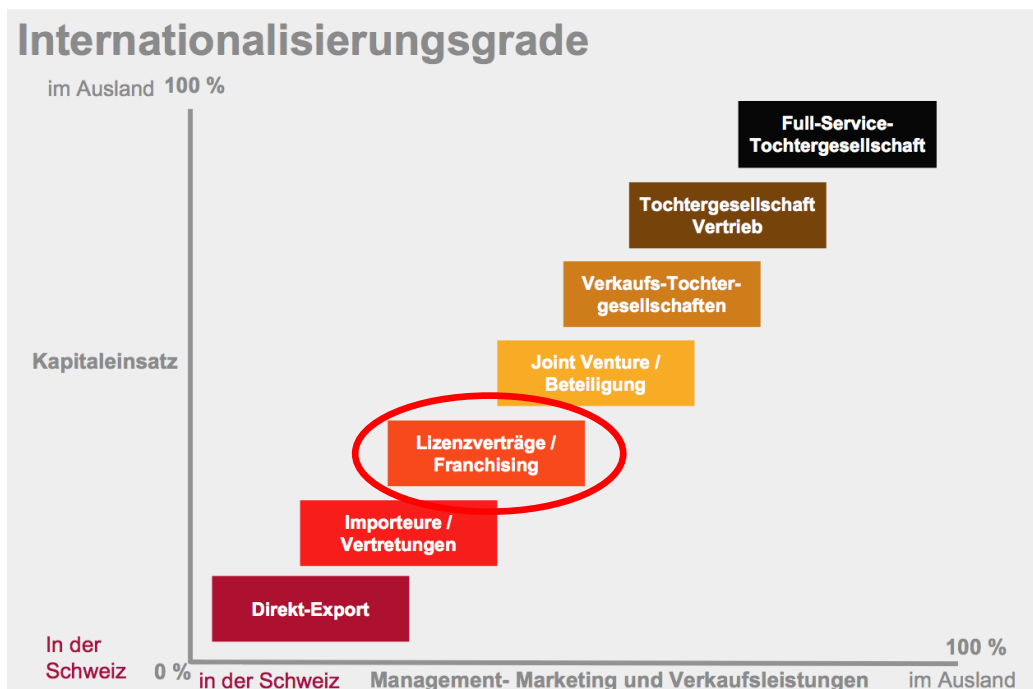 Internationalisierungsgrade
im Ausland 100 %
Full-Service-
Tochtergesellschaft
Tochtergesellschaft
Vertrieb
Verkaufs-Tochter-
gesellschaften
Kapitaleinsatz
Joint Venture /
Beteiligung
Lizenzverträge /
Franchising
Importeure /
Vertretungen
Direkt-Export
In der
Schweiz
0 %
100 %
in der Schweiz
Management- Marketing und Verkaufsleistungen
im Ausland